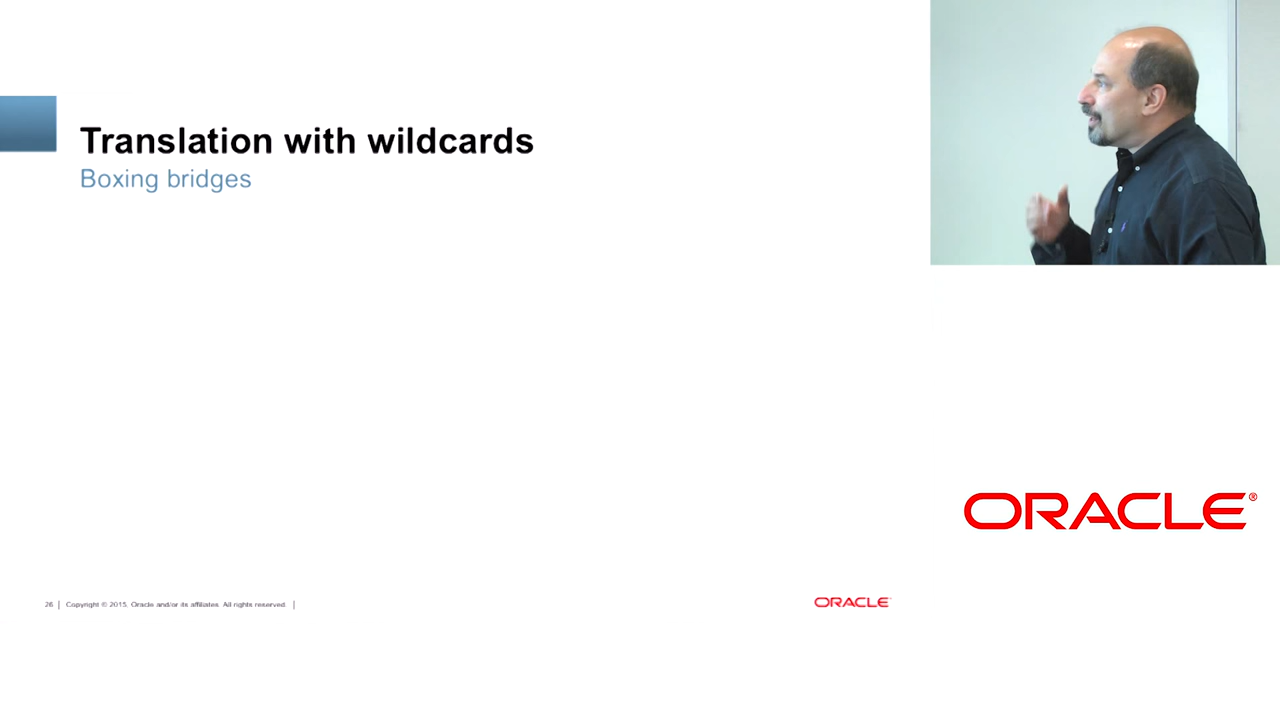 Translation with wildcards
Boxing bridges
ORACLE®
26 | Copyright © 2015, Oracle and/or its affiliates. All rights reserved. |
ORACLE